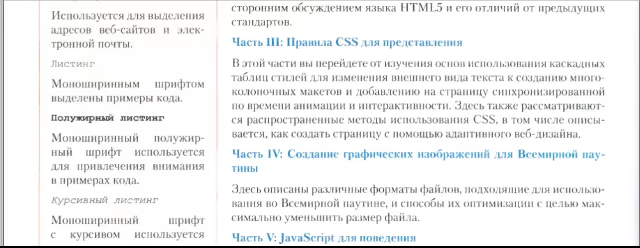 Используется для выделения
адресов веб-сайтов и элек-
тронной почты.
Листинг
Моноширинным шрифтом
выделены примеры кода.
Полужирный листинг
Моноширинный полужир-
ный шрифт используется
для привлечения внимания
в примерах кода.
Курсивный листинг
Моноширинный шрифт
с курсивом используется
сторонним обсуждением языка HTML5 и его отличий от предыдущих
стандартов.
Часть III: Правила CSS для представления
В этой части вы перейдете от изучения основ использования каскадных
таблиц стилей для изменения внешнего вида текста к созданию много-
колоночных макетов и добавлению на страницу синхронизированной
по времени анимации и интерактивности. Здесь также рассматривают-
ся распространенные методы использования CSS, в том числе описы-
вается, как создать страницу с помощью адаптивного веб-дизайна.
Часть IV: Создание графических изображений для Всемирной пау-
тины
Здесь описаны различные форматы файлов, подходящие для использо-
вания во Всемирной паутине, и способы их оптимизации с целью мак-
симально уменьшить размер файла.
Часть V: JavaScript для поведения